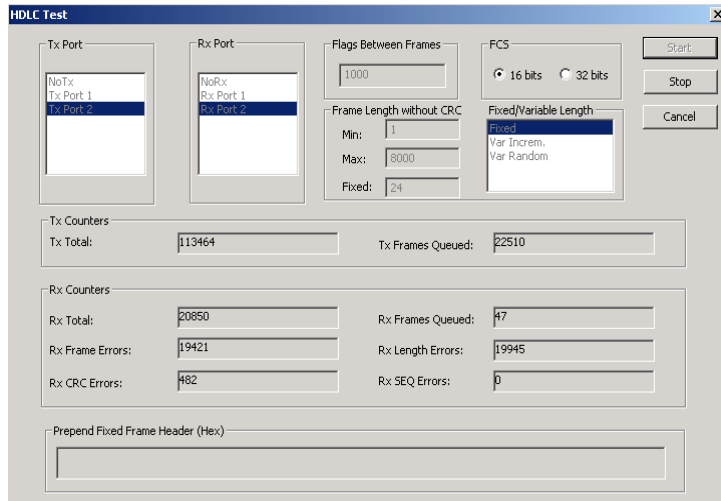 HDLC Test
Tx Port
NoTx
Tx Port 1
Tx Port 2
Rx Port
NoRx
Rx Port 1
Rx Port 2
Flags Between Frames
1000
FCS
16 bits 32 bits
Start
Stop
Cancel
Frame Length without CRC
Min: 1
Max: 8000
Fixed: 24
Fixed/Variable Length
Fixed
Var Increm.
Var Random
Tx Counters
Tx Total: 113464 Tx Frames Queued: 22510
Rx Counters
Rx Total: 20850 Rx Frames Queued: 47
Rx Frame Errors: 19421 Rx Length Errors: 19945
Rx CRC Errors: 482 Rx SEQ Errors: 0
Prepend Fixed Frame Header (Hex)